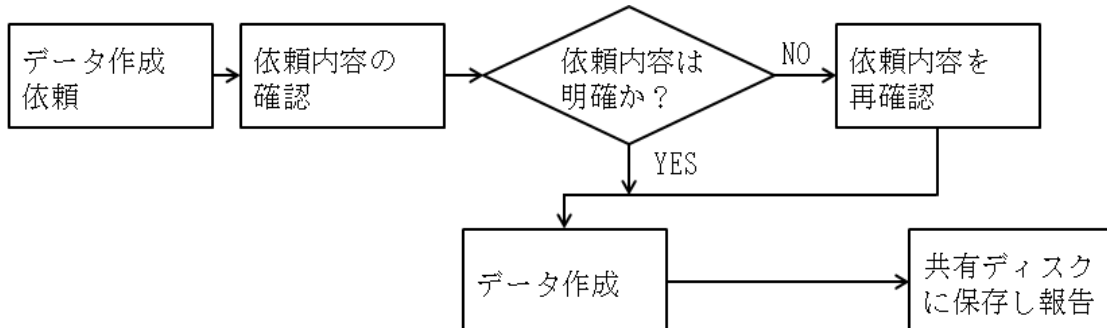 データ作成
依頼
依頼内容の
確認
依頼内容は
明確か？
NO
依頼内容を
再確認
YES
データ作成
共有ディスク
に保存し報告